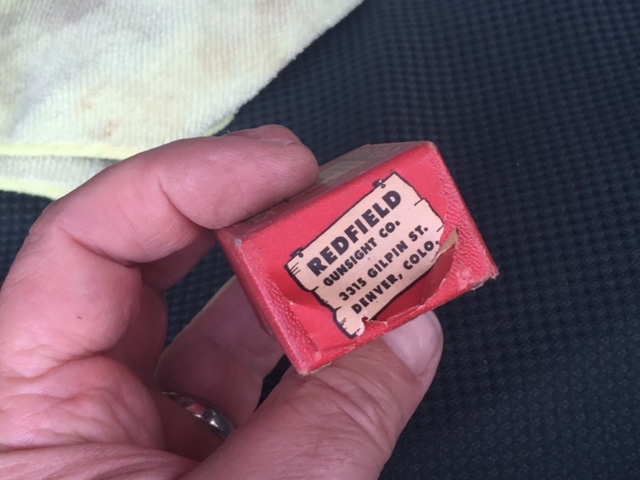 REDFIELD
GUNSIGHT CO.
3315 GILPIN ST.
DENVER, COLO.